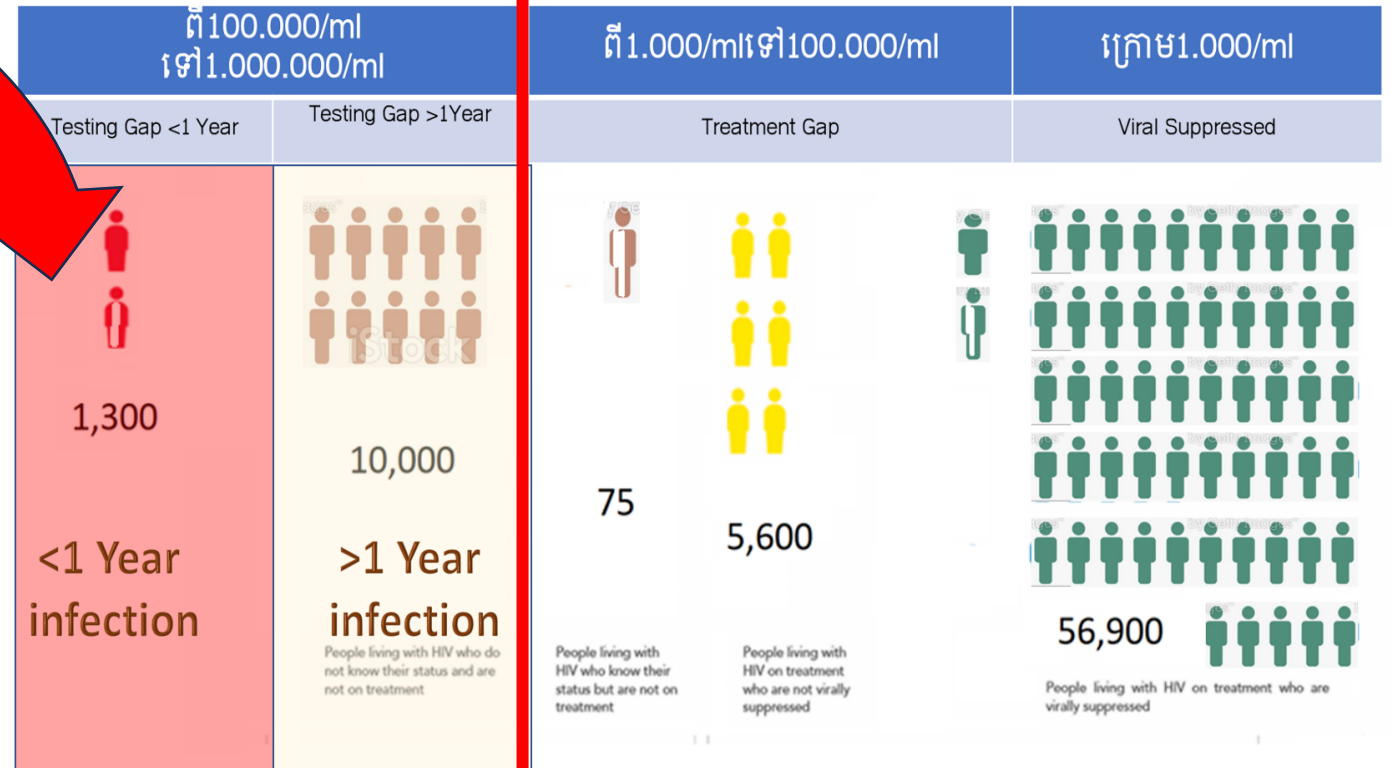 ពី100.000/ml
ទៅ1.000.000/ml
ពី1.000/mlទៅ100.000/ml
ក្រោម1.000/ml
Testing Gap <1 Year
Testing Gap >1Year
Treatment Gap
Viral Suppressed
1,300
<1 Year
infection
iStock
10,000
>1 Year
infection
People living with HIV who do
not know their status and are
not on treatment
75
People living with
HIV who know their
status but are not on
treatment
5,600
People living with
HIV on treatment
who are not virally
suppressed
56,900
People living with HIV on treatment who are
virally suppressed